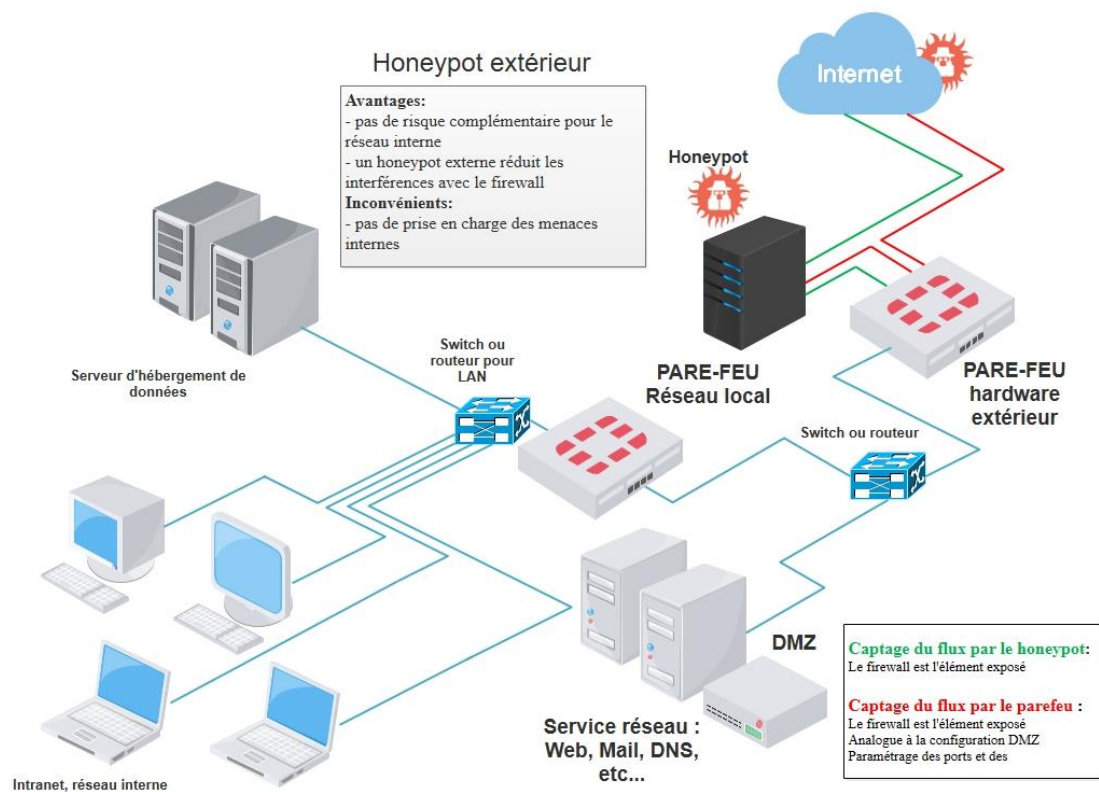 Honeypot extérieur
Avantages:
- pas de risque complémentaire pour le
réseau interne
- un honeypot externe réduit les
interférences avec le firewall
Inconvénients:
- pas de prise en charge des menaces
internes
Internet
Honeypot
Serveur d'hébergement de
données
Switch ou
routeur pour
LAN
PARE-FEU
Réseau local
PARE-FEU
hardware
extérieur
Switch ou routeur
DMZ
Service réseau :
Web, Mail, DNS,
etc...
Intranet, réseau interne
Captage du flux par le honeypot:
Le firewall est l'élément exposé
Captage du flux par le parefeu :
Le firewall est l'élément exposé
Analogue à la configuration DMZ
Paramétrage des ports et des